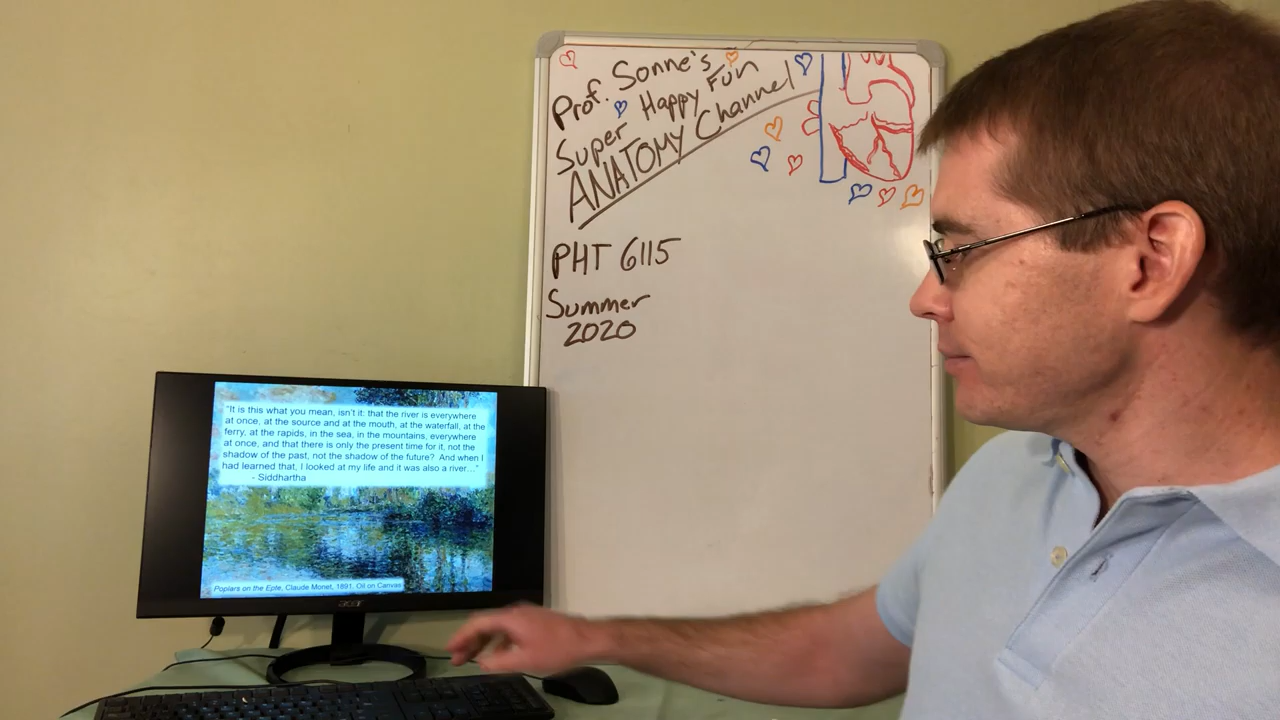 Prof. Sonne's
Super Happy Fun
ANATOMY Channel
PHT 6115
Summer
2020
"It is this what you mean, isn't it: that the river is everywhere
at once, at the source and at the mouth, at the waterfall, at the
ferry, at the rapids, in the sea, in the mountains, everywhere
at once, and that there is only the present time for it, not the
shadow of the past, not the shadow of the future? And when I
had learned that, I looked at my life and it was also a river..."
- Siddhartha
Poplars on the Epte, Claude Monet, 1891. Oil on Canvas
acer